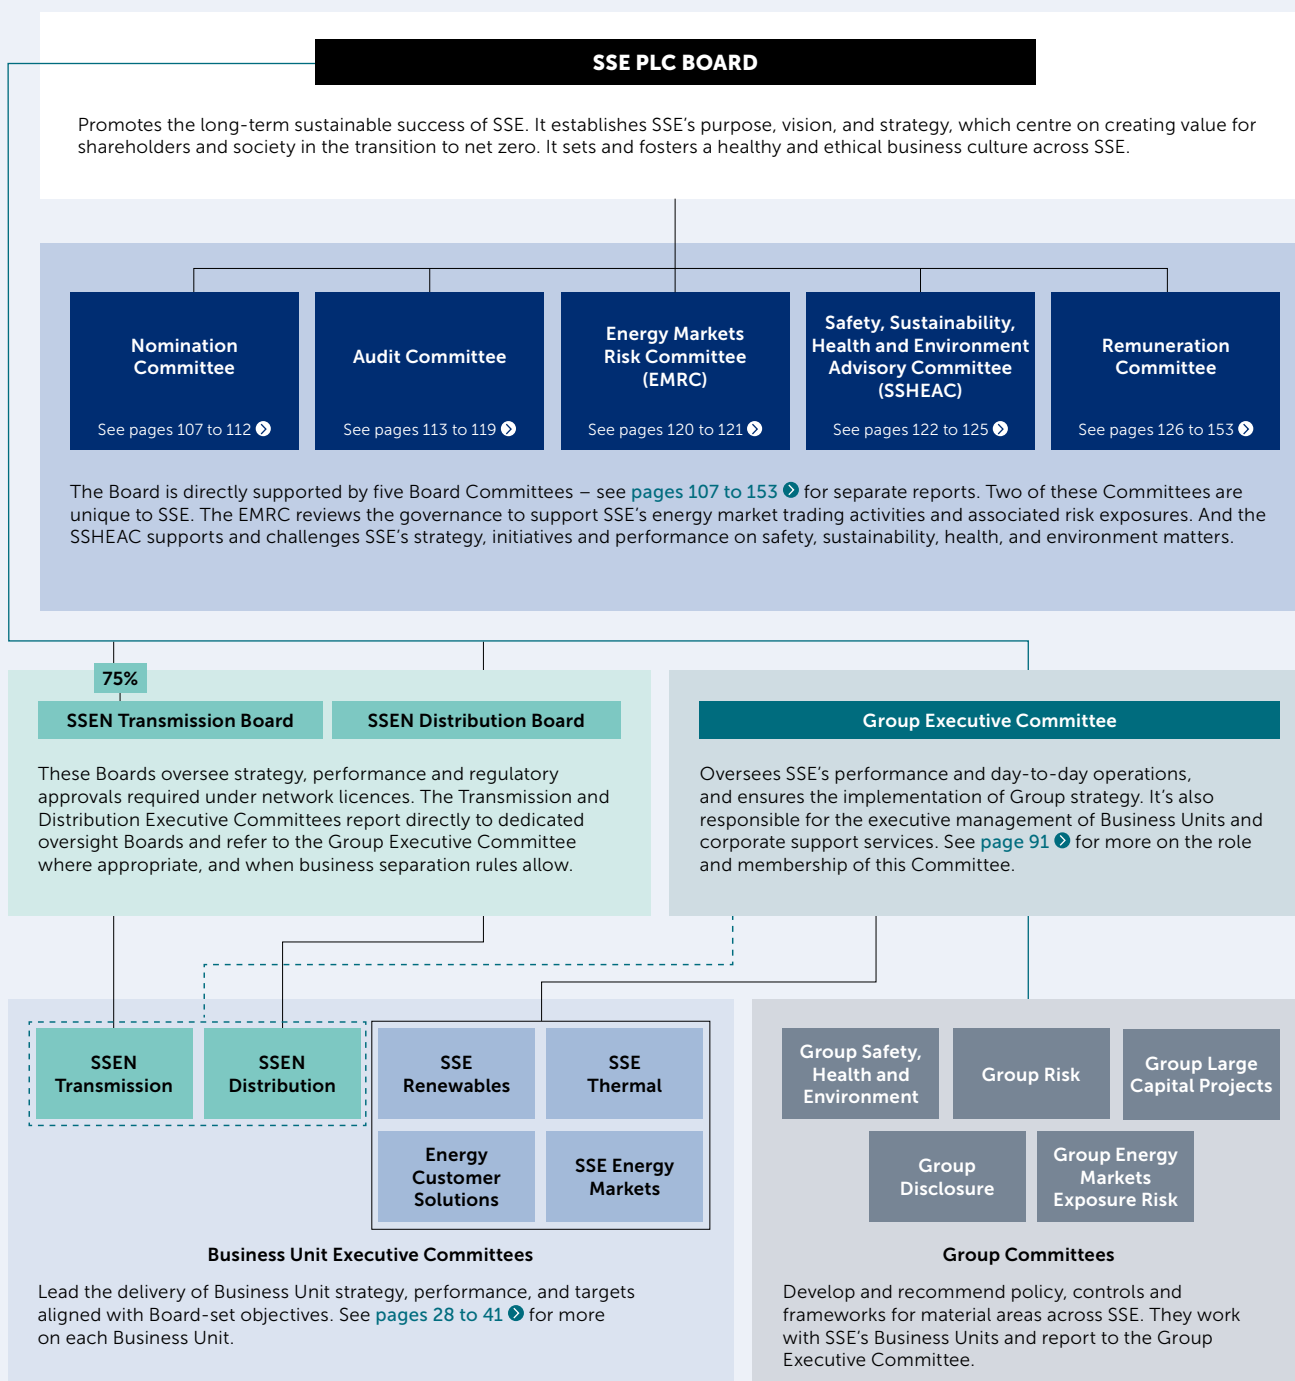 SSE PLC BOARD
Promotes the long-term sustainable success of SSE. It establishes SSE’s purpose, vision, and strategy, which centre on creating value for
shareholders and society in the transition to net zero. It sets and fosters a healthy and ethical business culture across SSE.
Nomination
Committee
See pages 107 to 112
Audit Committee
See pages 113 to 119
Energy Markets
Risk Committee
(EMRC)
See pages 120 to 121
Safety, Sustainability,
Health and Environment
Advisory Committee
(SSHEAC)
See pages 122 to 125
Remuneration
Committee
See pages 126 to 153
The Board is directly supported by five Board Committees – see pages 107 to 153 for separate reports. Two of these Committees are
unique to SSE. The EMRC reviews the governance to support SSE’s energy market trading activities and associated risk exposures. And the
SSHEAC supports and challenges SSE’s strategy, initiatives and performance on safety, sustainability, health, and environment matters.
75%
SSEN Transmission Board
SSEN Distribution Board
These Boards oversee strategy, performance and regulatory
approvals required under network licences. The Transmission and
Distribution Executive Committees report directly to dedicated
oversight Boards and refer to the Group Executive Committee
where appropriate, and when business separation rules allow.
Group Executive Committee
Oversees SSE’s performance and day-to-day operations,
and ensures the implementation of Group strategy. It’s also
responsible for the executive management of Business Units and
corporate support services. See page 91 for more on the role
and membership of this Committee.
SSEN
Transmission
SSEN
Distribution
SSE
Renewables
SSE
Thermal
Energy
Customer
Solutions
SSE Energy
Markets
Business Unit Executive Committees
Lead the delivery of Business Unit strategy, performance, and targets
aligned with Board-set objectives. See pages 28 to 41 for more
on each Business Unit.
Group Safety,
Health and
Environment
Group Risk
Group Large
Capital Projects
Group
Disclosure
Group Energy
Markets
Exposure Risk
Group Committees
Develop and recommend policy, controls and
frameworks for material areas across SSE. They work
with SSE’s Business Units and report to the Group
Executive Committee.